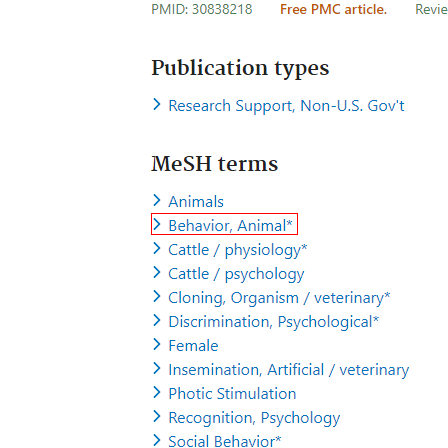 PMID: 30838218 Free PMC article. Revie
Publication types
Research Support, Non-U.S. Gov't
MeSH terms
Animals
Behavior, Animal*
Cattle / physiology*
Cattle / psychology
Cloning, Organism / veterinary*
Discrimination, Psychological*
Female
Insemination, Artificial / veterinary
Photic Stimulation
Recognition, Psychology
Social Behavior*